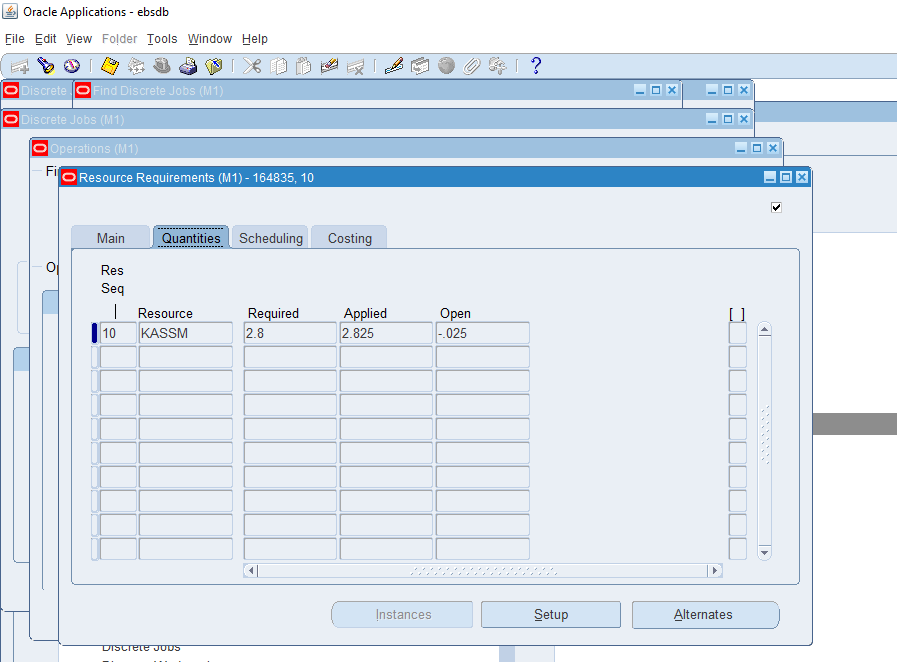 Oracle Applications - ebsdb
File Edit View Folder Tools Window Help
?
Discrete
Find Discrete Jobs (M1)
Discrete Jobs (M1)
Operations (M1)
Resource Requirements (M1) - 164835, 10
Main Quantities Scheduling Costing
Res
Seq
Resource Required Applied Open [ ]
10 KASSM 2.8 2.825 -.025
Instances Setup Alternates
Discrete Jobs